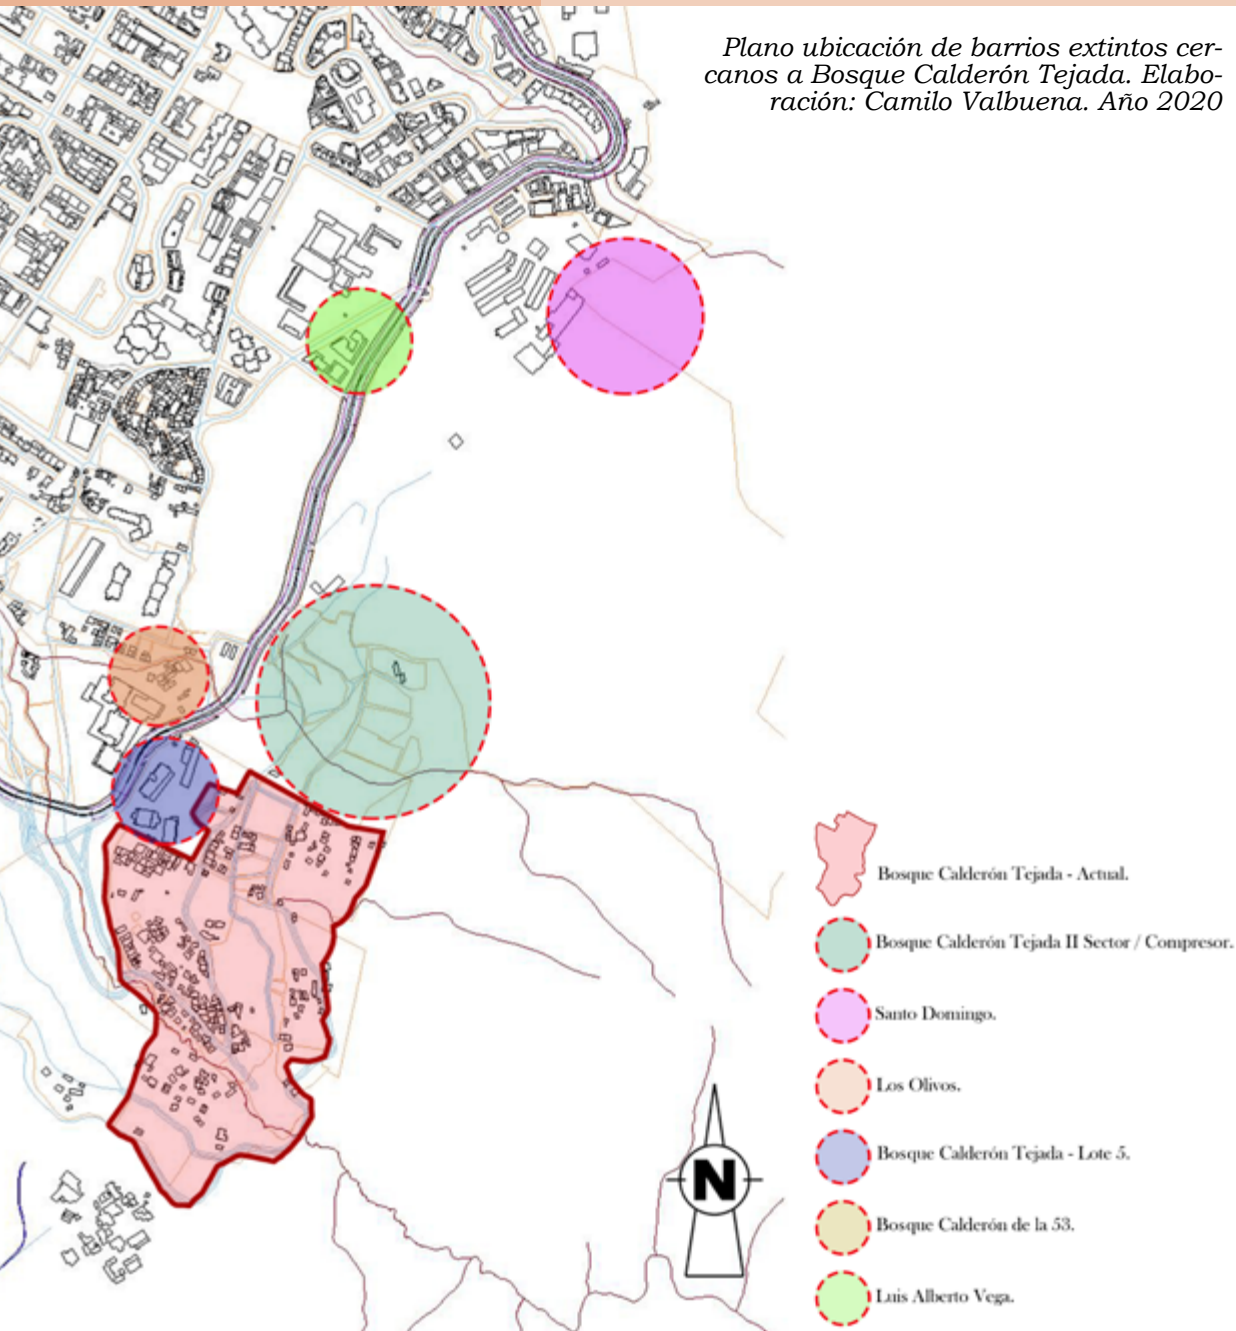 Plano ubicación de barrios extintos cer-
canos a Bosque Calderón Tejada. Elabo-
ración: Camilo Valbuena. Año 2020
Bosque Calderón Tejada - Actual.
Bosque Calderón Tejada II Sector / Compresor.
Santo Domingo.
Los Olivos.
Bosque Calderón Tejada - Lote 5.
Bosque Calderón de la 53.
Luis Alberto Vega.
N